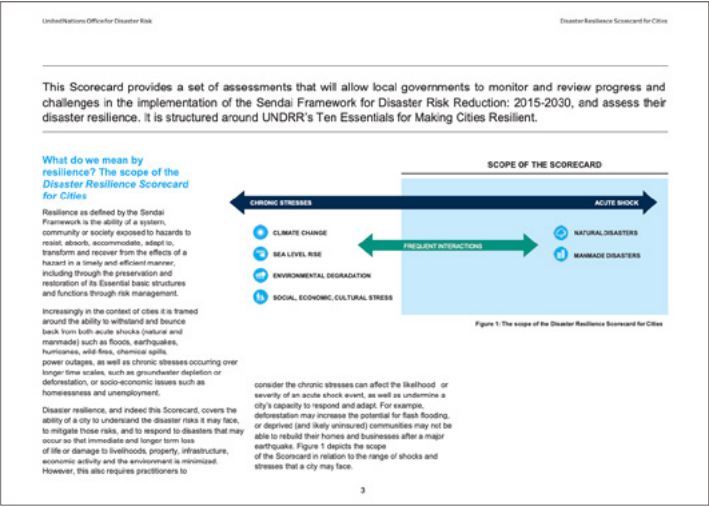 United Nations Office for Disaster Risk
Disaster Resilience Scorecard for Cities
This Scorecard provides a set of assessments that will allow local governments to monitor and review progress and
challenges in the implementation of the Sendai Framework for Disaster Risk Reduction: 2015-2030, and assess their
disaster resilience. It is structured around UNDRR's Ten Essentials for Making Cities Resilient.
What do we mean by
resilience? The scope of the
Disaster Resilience Scorecard
for Cities
Resilience as defined by the Sendai
Framework is the ability of a system,
community or society exposed to hazards to
resist, absorb, accommodate, adapt to,
transform and recover from the effects of a
hazard in a timely and efficient manner,
including through the preservation and
restoration of its Essential basic structures
and functions through risk management.
Increasingly in the context of cities it is framed
around the ability to withstand and bounce
back from both acute shocks (natural and
manmade) such as floods, earthquakes,
hurricanes, wild-fires, chemical spills,
power outages, as well as chronic stresses occurring over
longer time scales, such as groundwater depletion or
deforestation, or socio-economic issues such as
homelessness and unemployment.
Disaster resilience, and indeed this Scorecard, covers the
ability of a city to understand the disaster risks it may face,
to mitigate those risks, and to respond to disasters that may
occur so that immediate and longer term loss
of life or damage to livelihoods, property, infrastructure,
economic activity and the environment is minimized.
However, this also requires practitioners to
SCOPE OF THE SCORECARD
CHRONIC STRESSES
ACUTE SHOCK
CLIMATE CHANGE
SEA LEVEL RISE
ENVIRONMENTAL DEGRADATION
SOCIAL, ECONOMIC, CULTURAL STRESS
FREQUENT INTERACTIONS
NATURAL DISASTERS
MANMADE DISASTERS
Figure 1: The scope of the Disaster Resilience Scorecard for Cities
consider the chronic stresses can affect the likelihood or
severity of an acute shock event, as well as undermine a
city's capacity to respond and adapt. For example,
deforestation may increase the potential for flash flooding,
or deprived (and likely uninsured) communities may not be
able to rebuild their homes and businesses after a major
earthquake. Figure 1 depicts the scope
of the Scorecard in relation to the range of shocks and
stresses that a city may face.
3